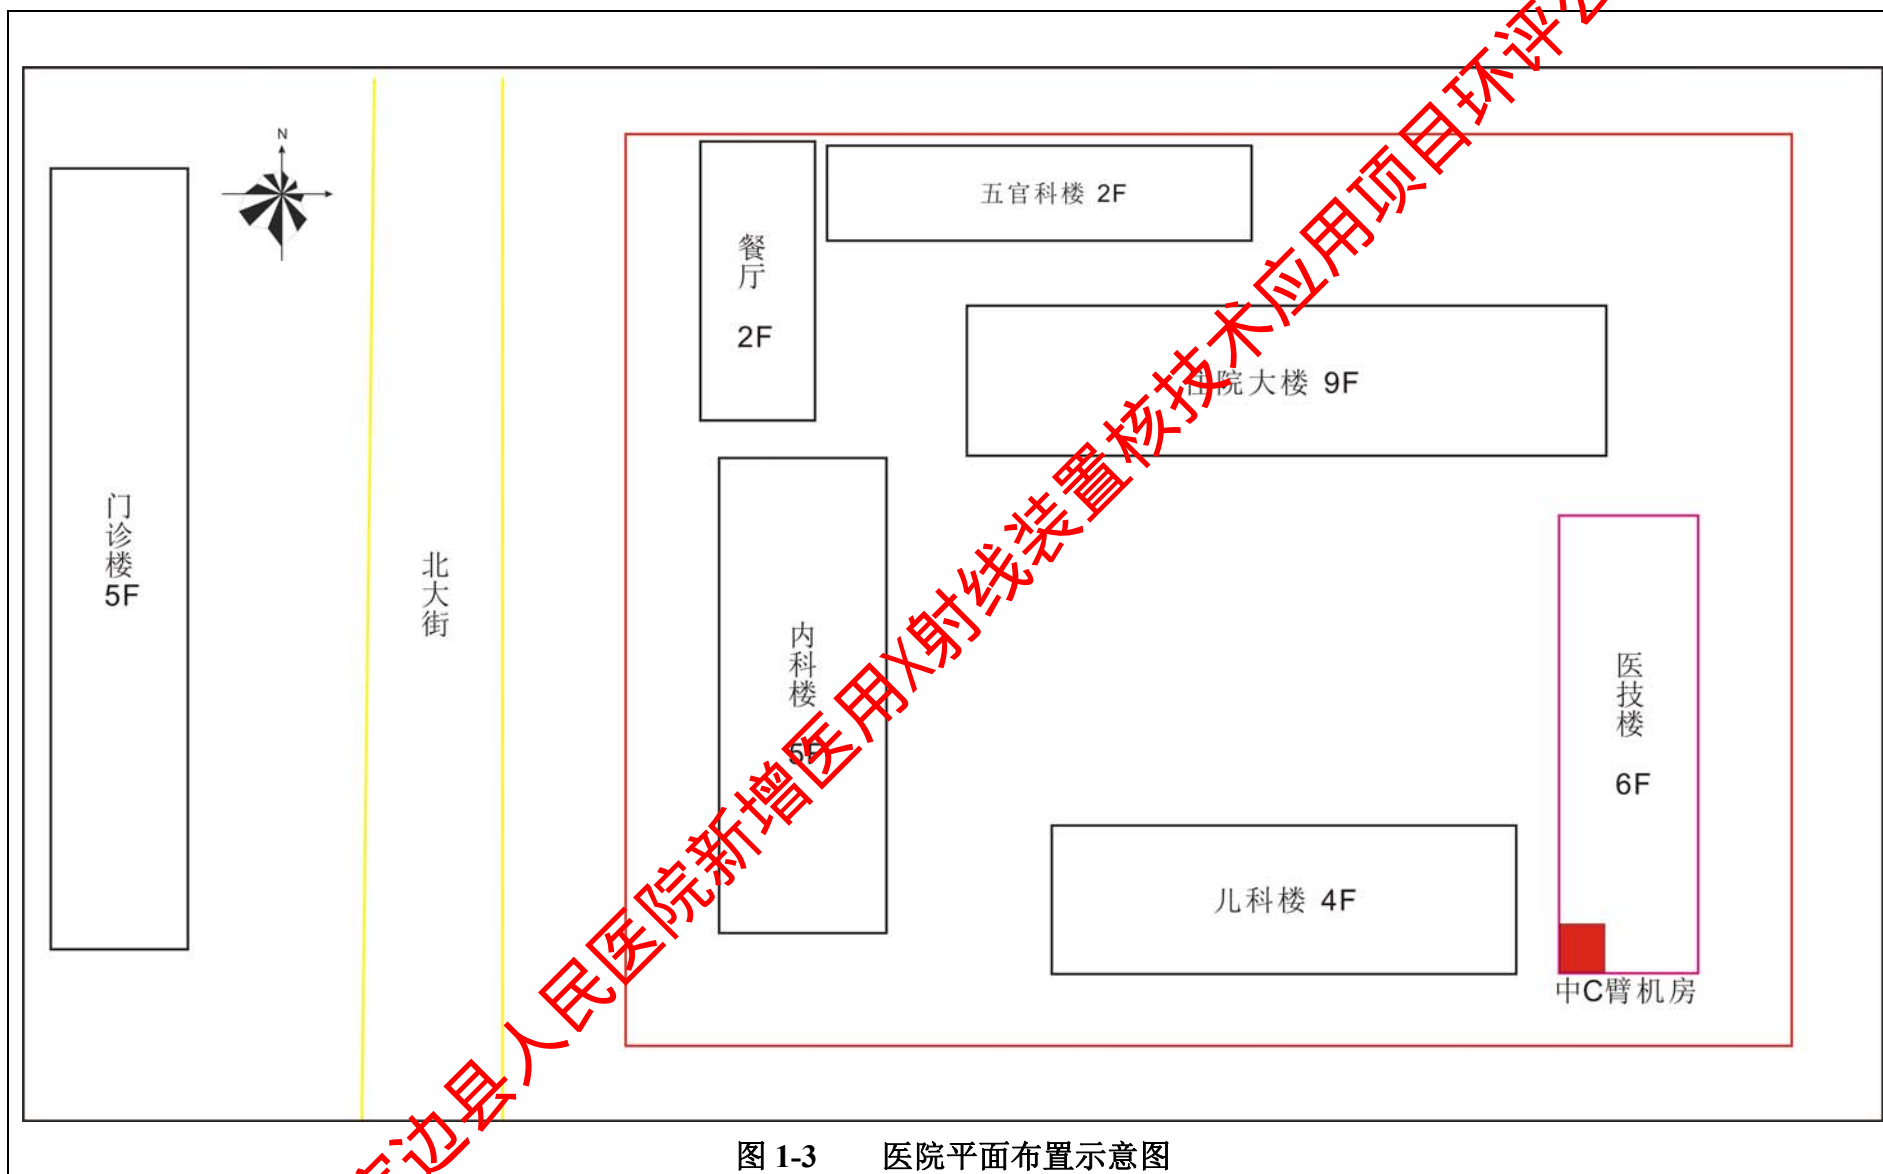 N
五官科楼 2F
餐厅
2F
住院大楼 9F
门诊楼
5F
北大街
内科楼
5F
医技楼
6F
儿科楼 4F
中C臂机房
边县人民医院新增医用X射线装置核技术应用项目环评公
图 1-3 医院平面布置示意图